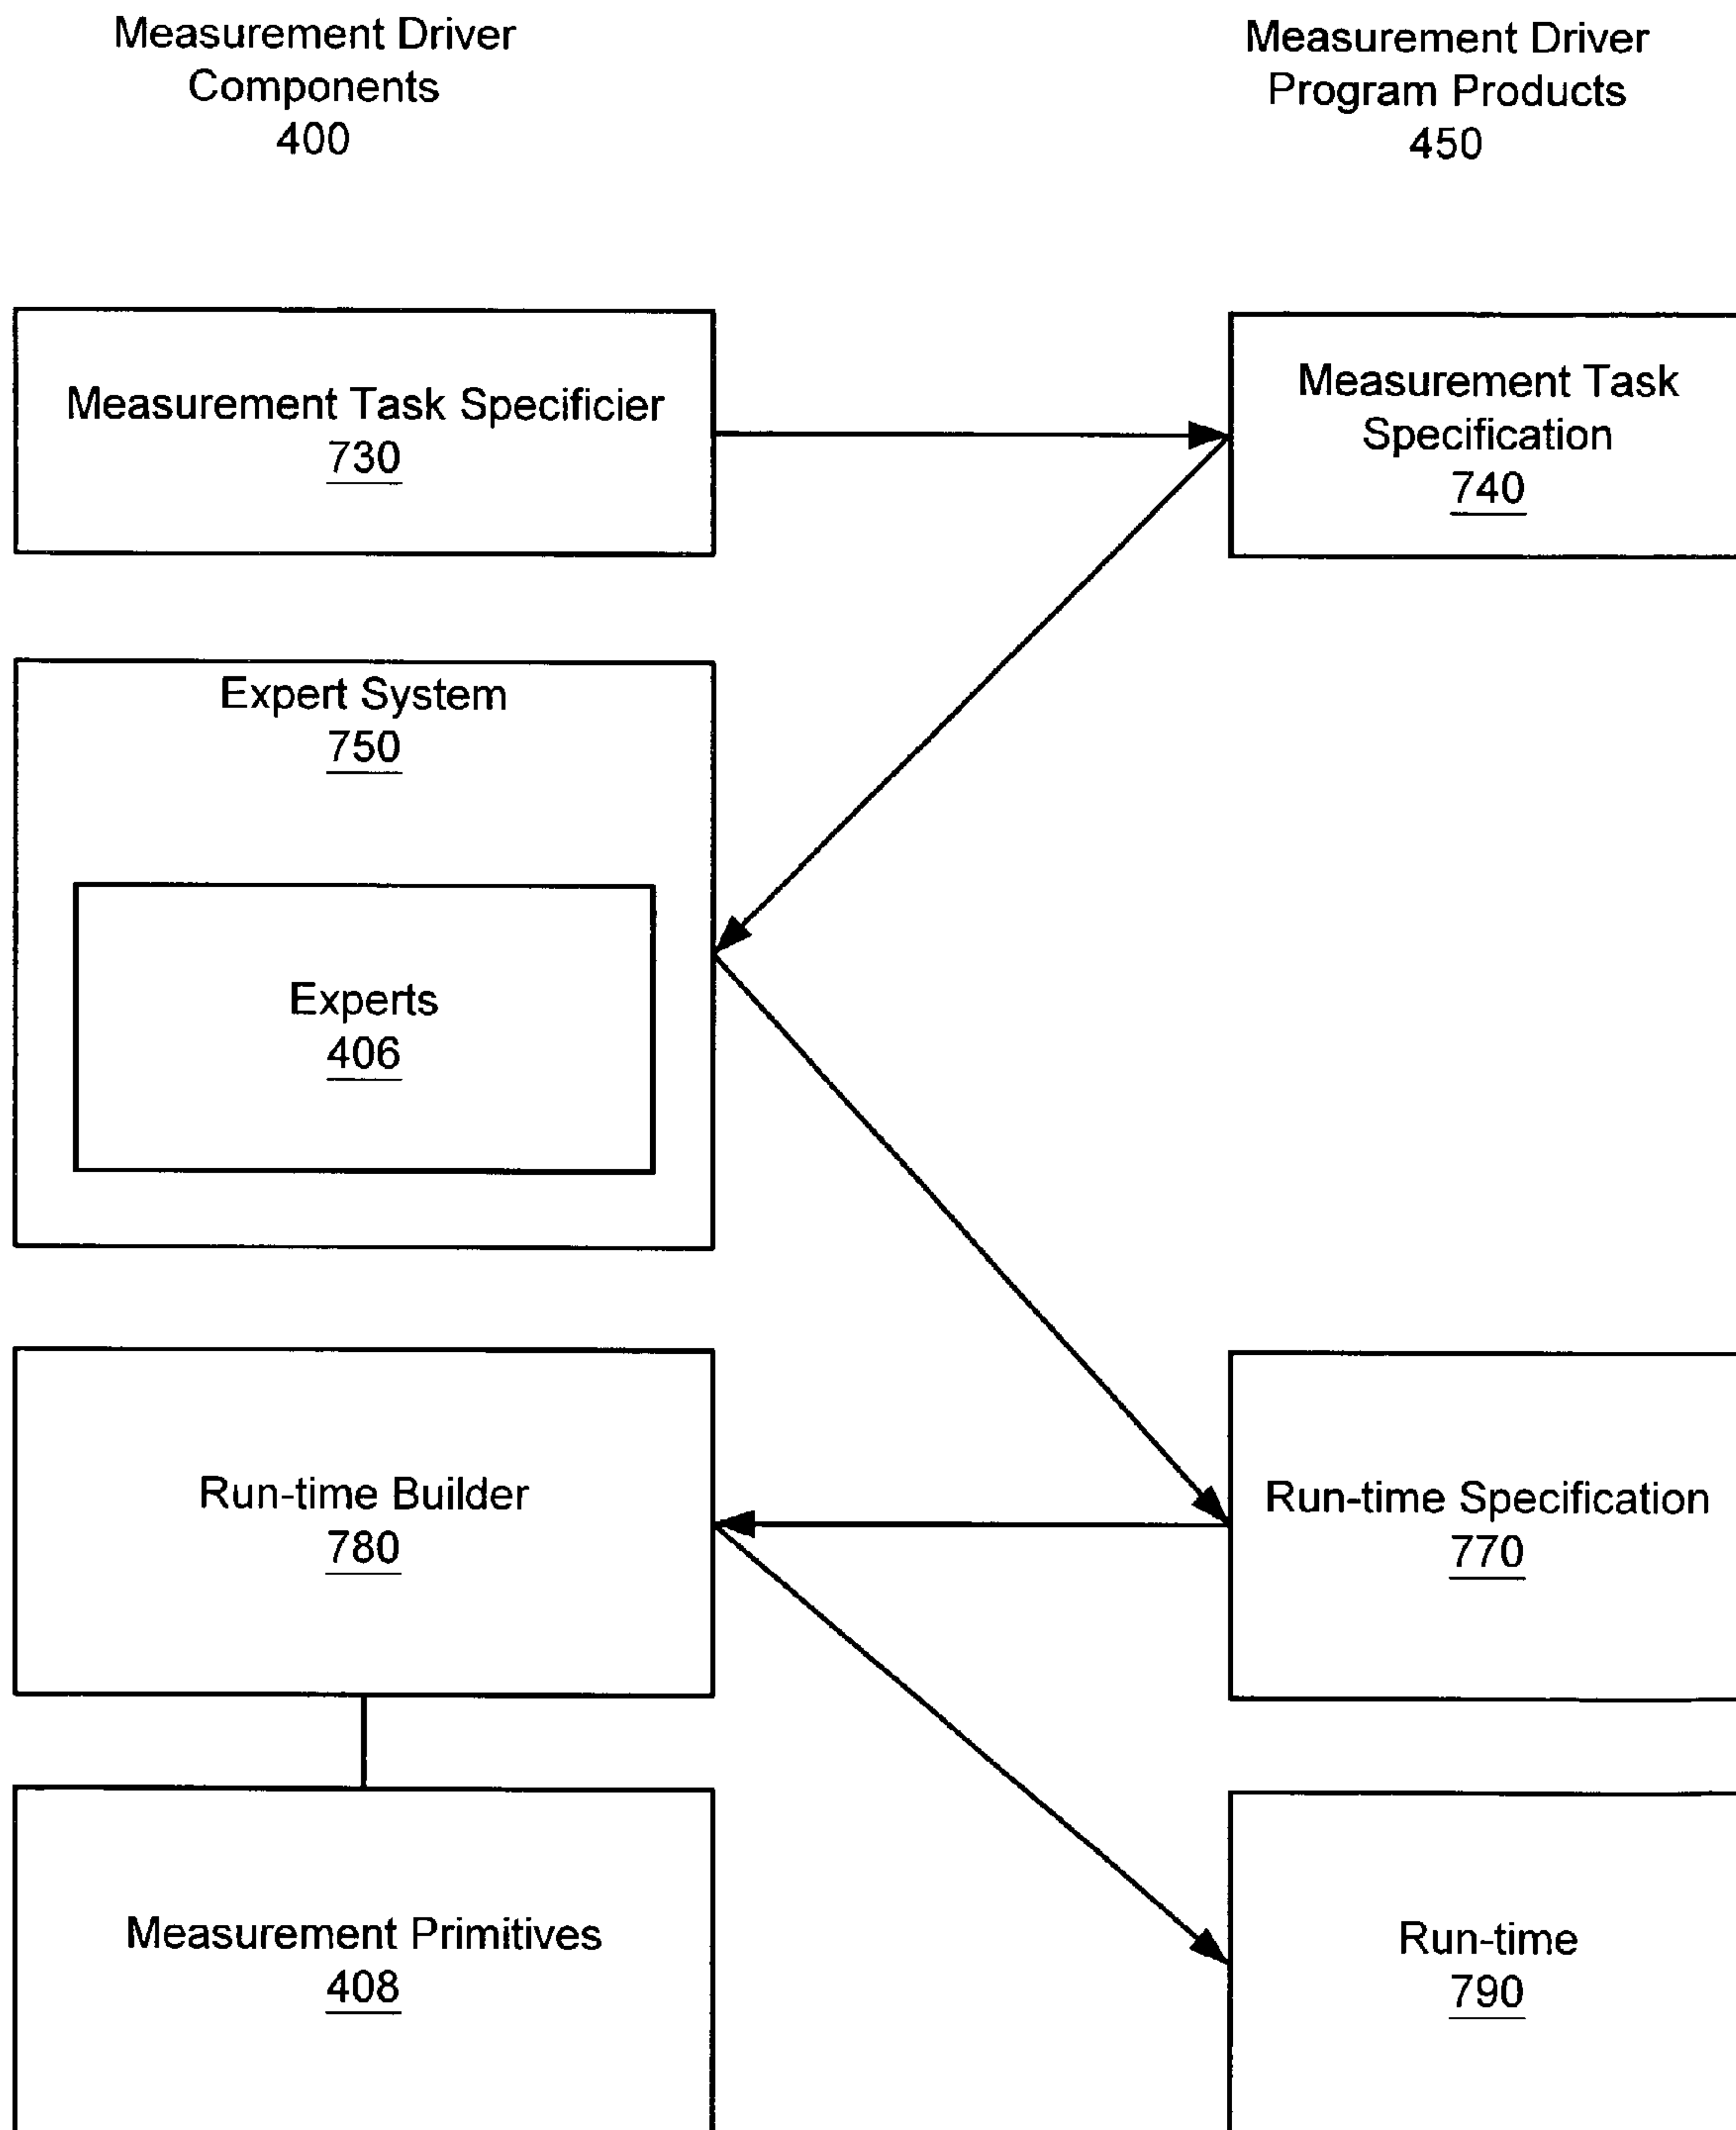 Measurement Driver
Components
400
Measurement Driver
Program Products
450
Measurement Task Specificier
730
Measurement Task
Specification
740
Expert System
750
Experts
406
Run-time Builder
780
Run-time Specification
770
Measurement Primitives
408
Run-time
790